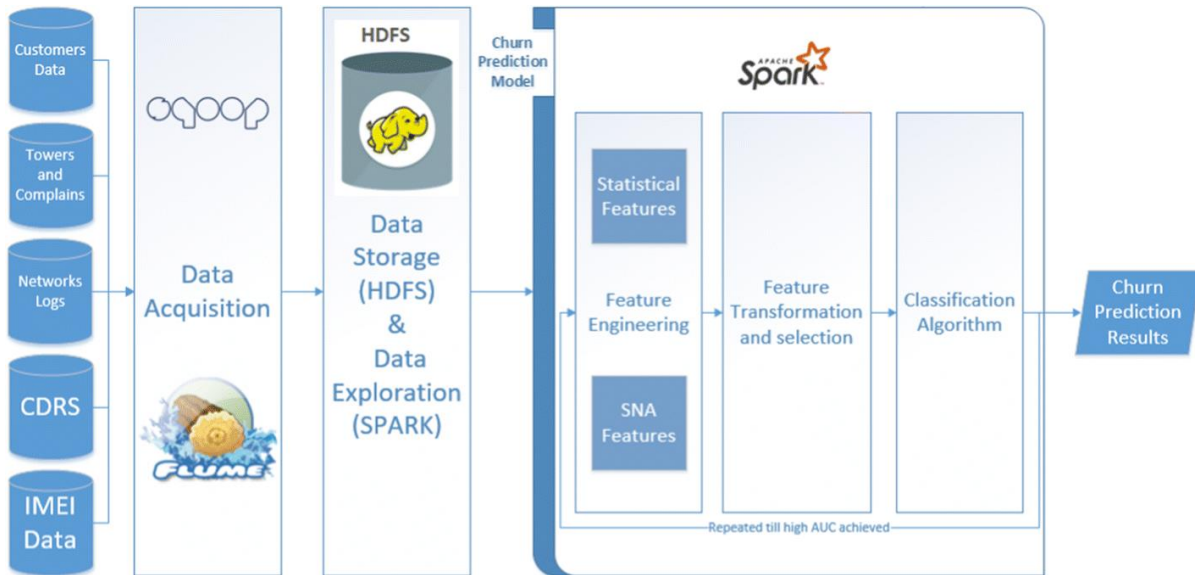 Customers
Data
Towers
and
Complains
Networks
Logs
CDRS
IMEI
Data
sqoop
Data
Acquisition
FLUME
HDFS
Data
Storage
(HDFS)
&
Data
Exploration
(SPARK)
Churn
Prediction
Model
APACHE
Spark™
Statistical
Features
Feature
Engineering
SNA
Features
Feature
Transformation
and selection
Classification
Algorithm
Repeated till high AUC achieved
Churn
Prediction
Results